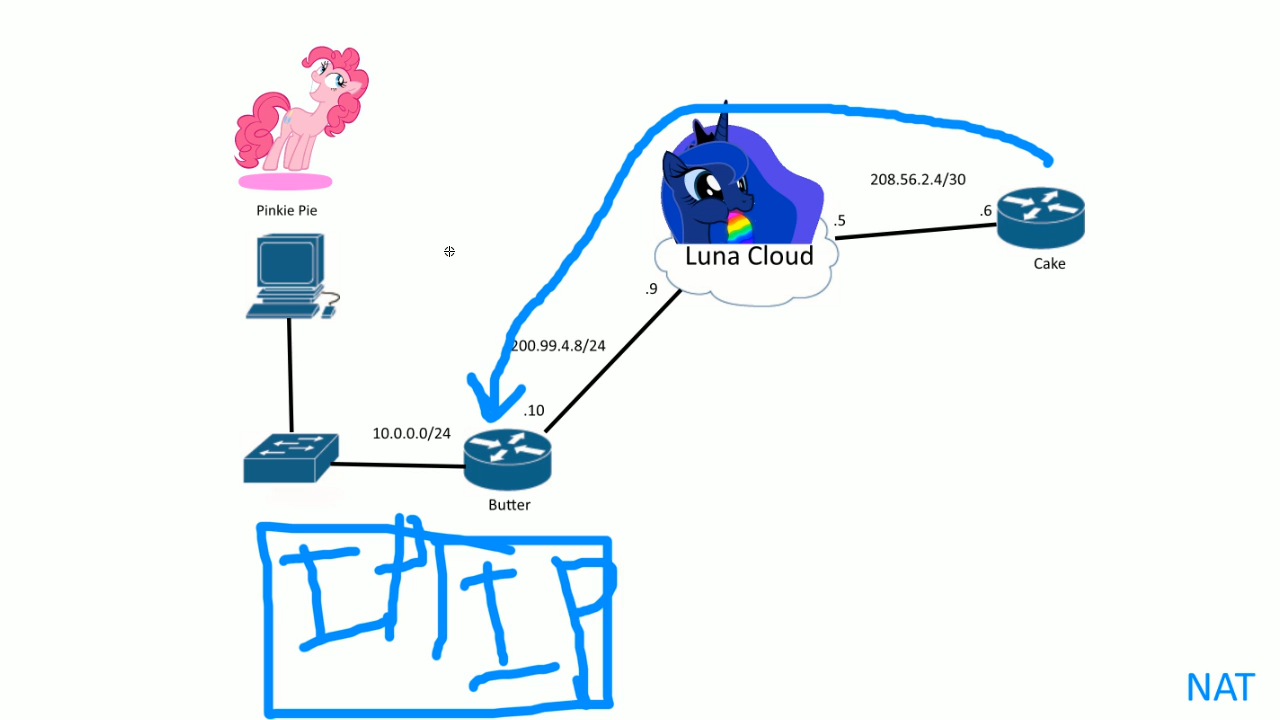 Pinkie Pie
208.56.2.4/30
.5
.6
Luna Cloud
Cake
.9
200.99.4.8/24
.10
10.0.0.0/24
Butter
IP IP
NAT